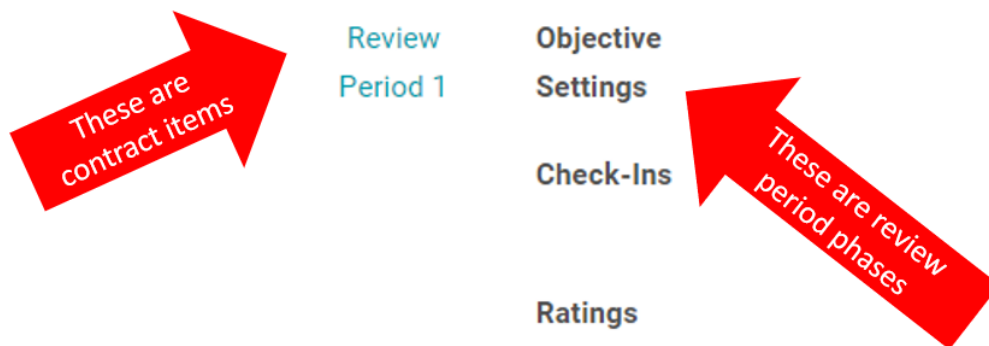 These are
contract items
Review
Period 1
Objective
Settings
Check-Ins
Ratings
These are review
period phases